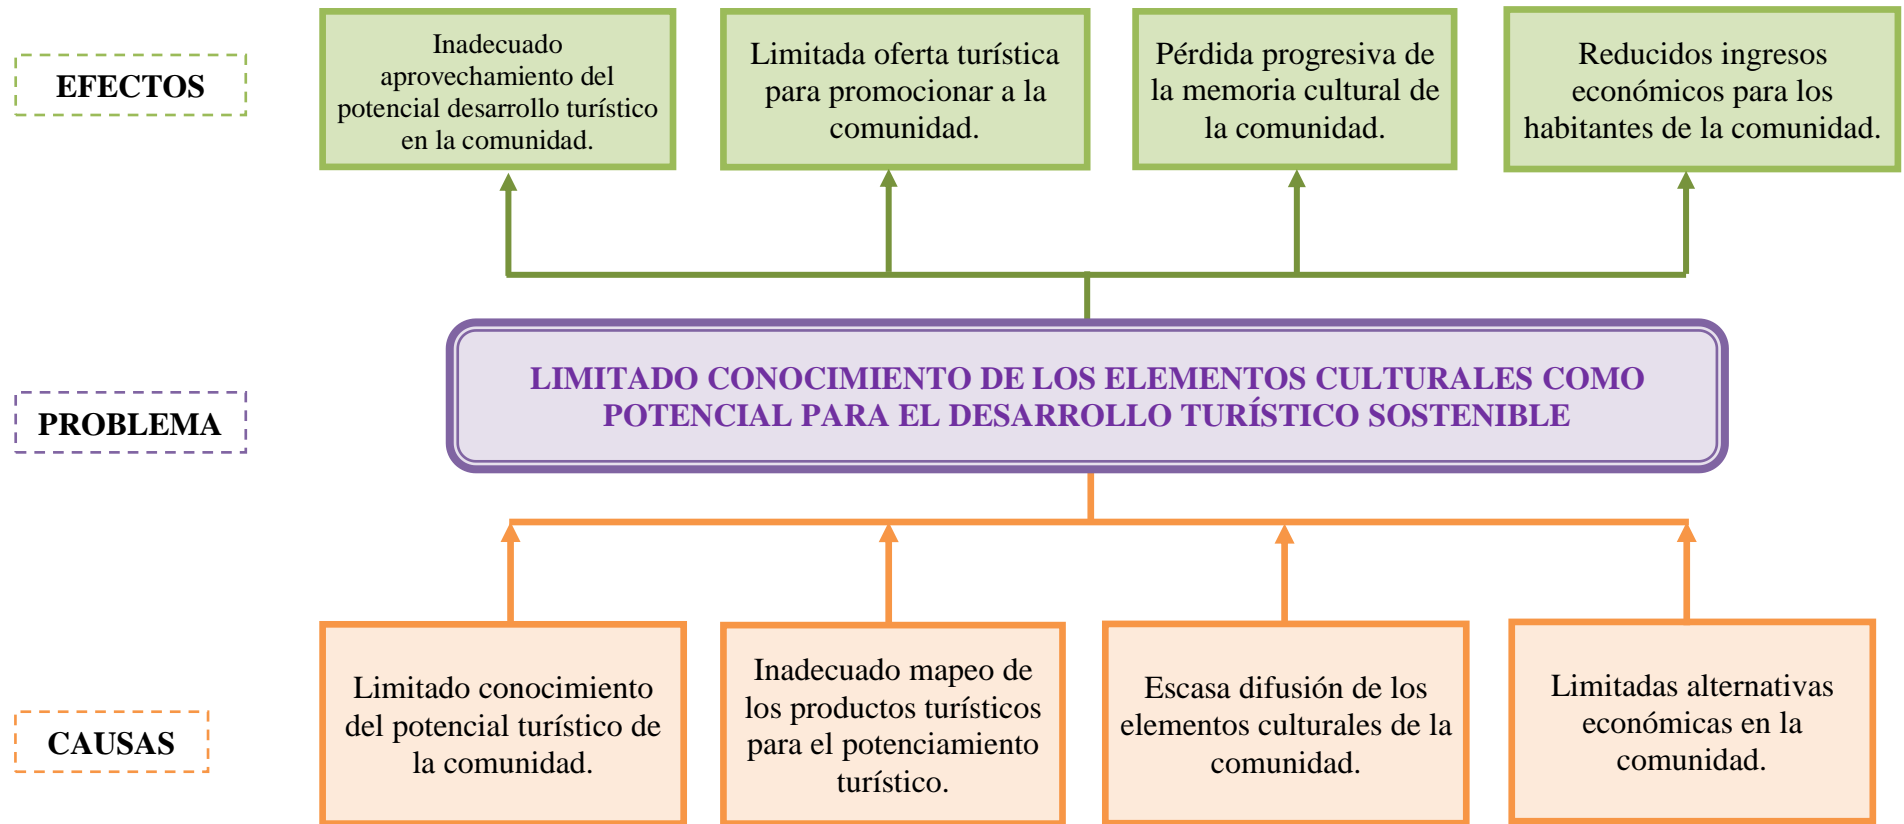 EFECTOS
Inadecuado
aprovechamiento del
potencial desarrollo turístico
en la comunidad.
Limitada oferta turística
para promocionar a la
comunidad.
Pérdida progresiva de
la memoria cultural de
la comunidad.
Reducidos ingresos
económicos para los
habitantes de la comunidad.
PROBLEMA
LIMITADO CONOCIMIENTO DE LOS ELEMENTOS CULTURALES COMO
POTENCIAL PARA EL DESARROLLO TURÍSTICO SOSTENIBLE
CAUSAS
Limitado conocimiento
del potencial turístico de
la comunidad.
Inadecuado mapeo de
los productos turísticos
para el potenciamiento
turístico.
Escasa difusión de los
elementos culturales de la
comunidad.
Limitadas alternativas
económicas en la
comunidad.